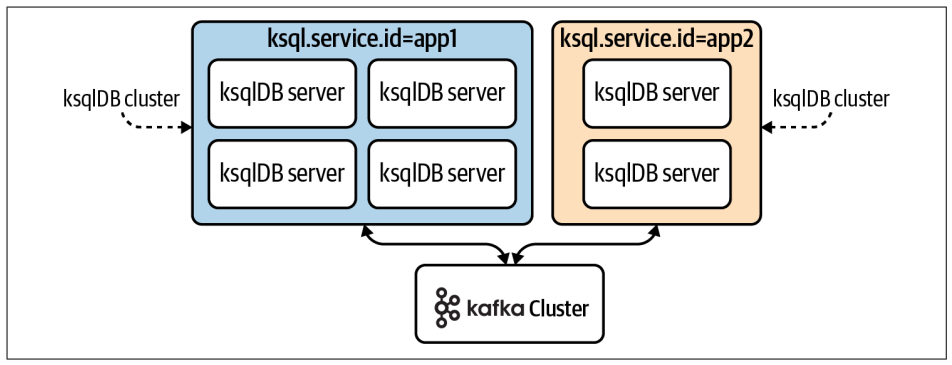 ksql.service.id=app1
ksql.service.id=app2
ksqlDB cluster
ksqlDB server
ksqlDB server
ksqlDB server
ksqlDB cluster
ksqlDB server
ksqlDB server
ksqlDB server
kafka Cluster